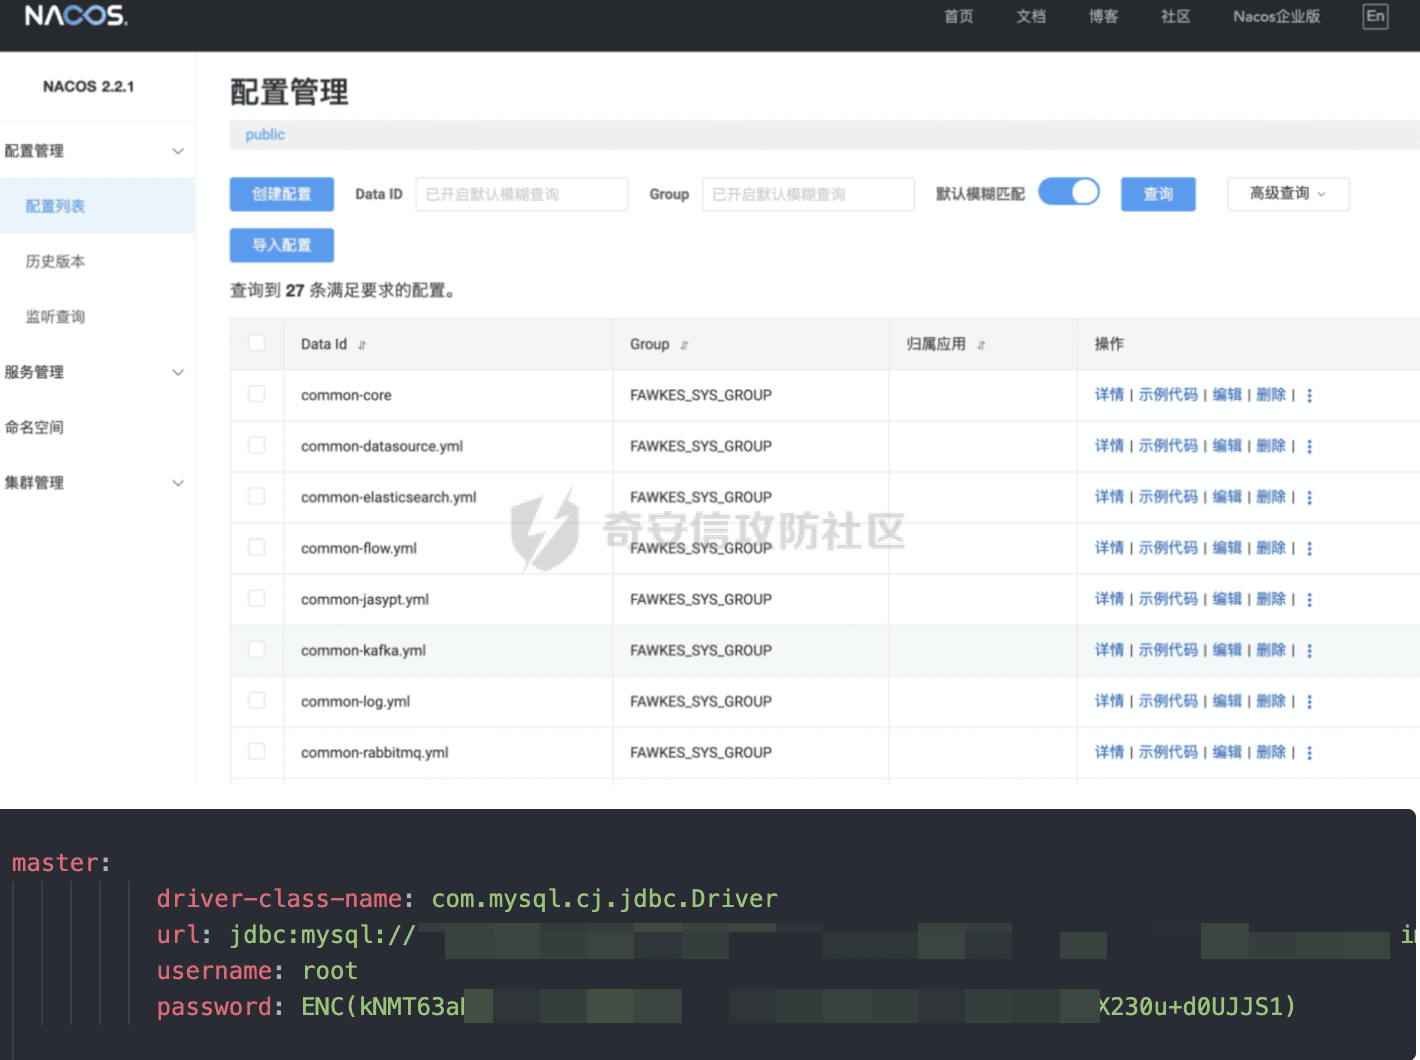 NACOS.
首页 文档 博客 社区 Nacos企业版 En
NACOS 2.2.1
配置管理
配置列表
历史版本
监听查询
服务管理
命名空间
集群管理
配置管理
public
创建配置 Data ID 已开启默认模糊查询 Group 已开启默认模糊查询 默认模糊匹配 查询 高级查询
导入配置
查询到 27 条满足要求的配置。
Data Id Group 归属应用 操作
common-core FAWKES_SYS_GROUP 详情 | 示例代码 | 编辑 | 删除 |
common-datasource.yml FAWKES_SYS_GROUP 详情 | 示例代码 | 编辑 | 删除 |
common-elasticsearch.yml FAWKES_SYS_GROUP 详情 | 示例代码 | 编辑 | 删除 |
奇安信攻防社区
common-flow.yml FAWKES_SYS_GROUP 详情 | 示例代码 | 编辑 | 删除 |
common-jasypt.yml FAWKES_SYS_GROUP 详情 | 示例代码 | 编辑 | 删除 |
common-kafka.yml FAWKES_SYS_GROUP 详情 | 示例代码 | 编辑 | 删除 |
common-log.yml FAWKES_SYS_GROUP 详情 | 示例代码 | 编辑 | 删除 |
common-rabbitmq.yml FAWKES_SYS_GROUP 详情 | 示例代码 | 编辑 | 删除 |
master:
driver-class-name: com.mysql.cj.jdbc.Driver
url: jdbc:mysql://
username: root
password: ENC(kNMT63a X230u+d0UJJS1)